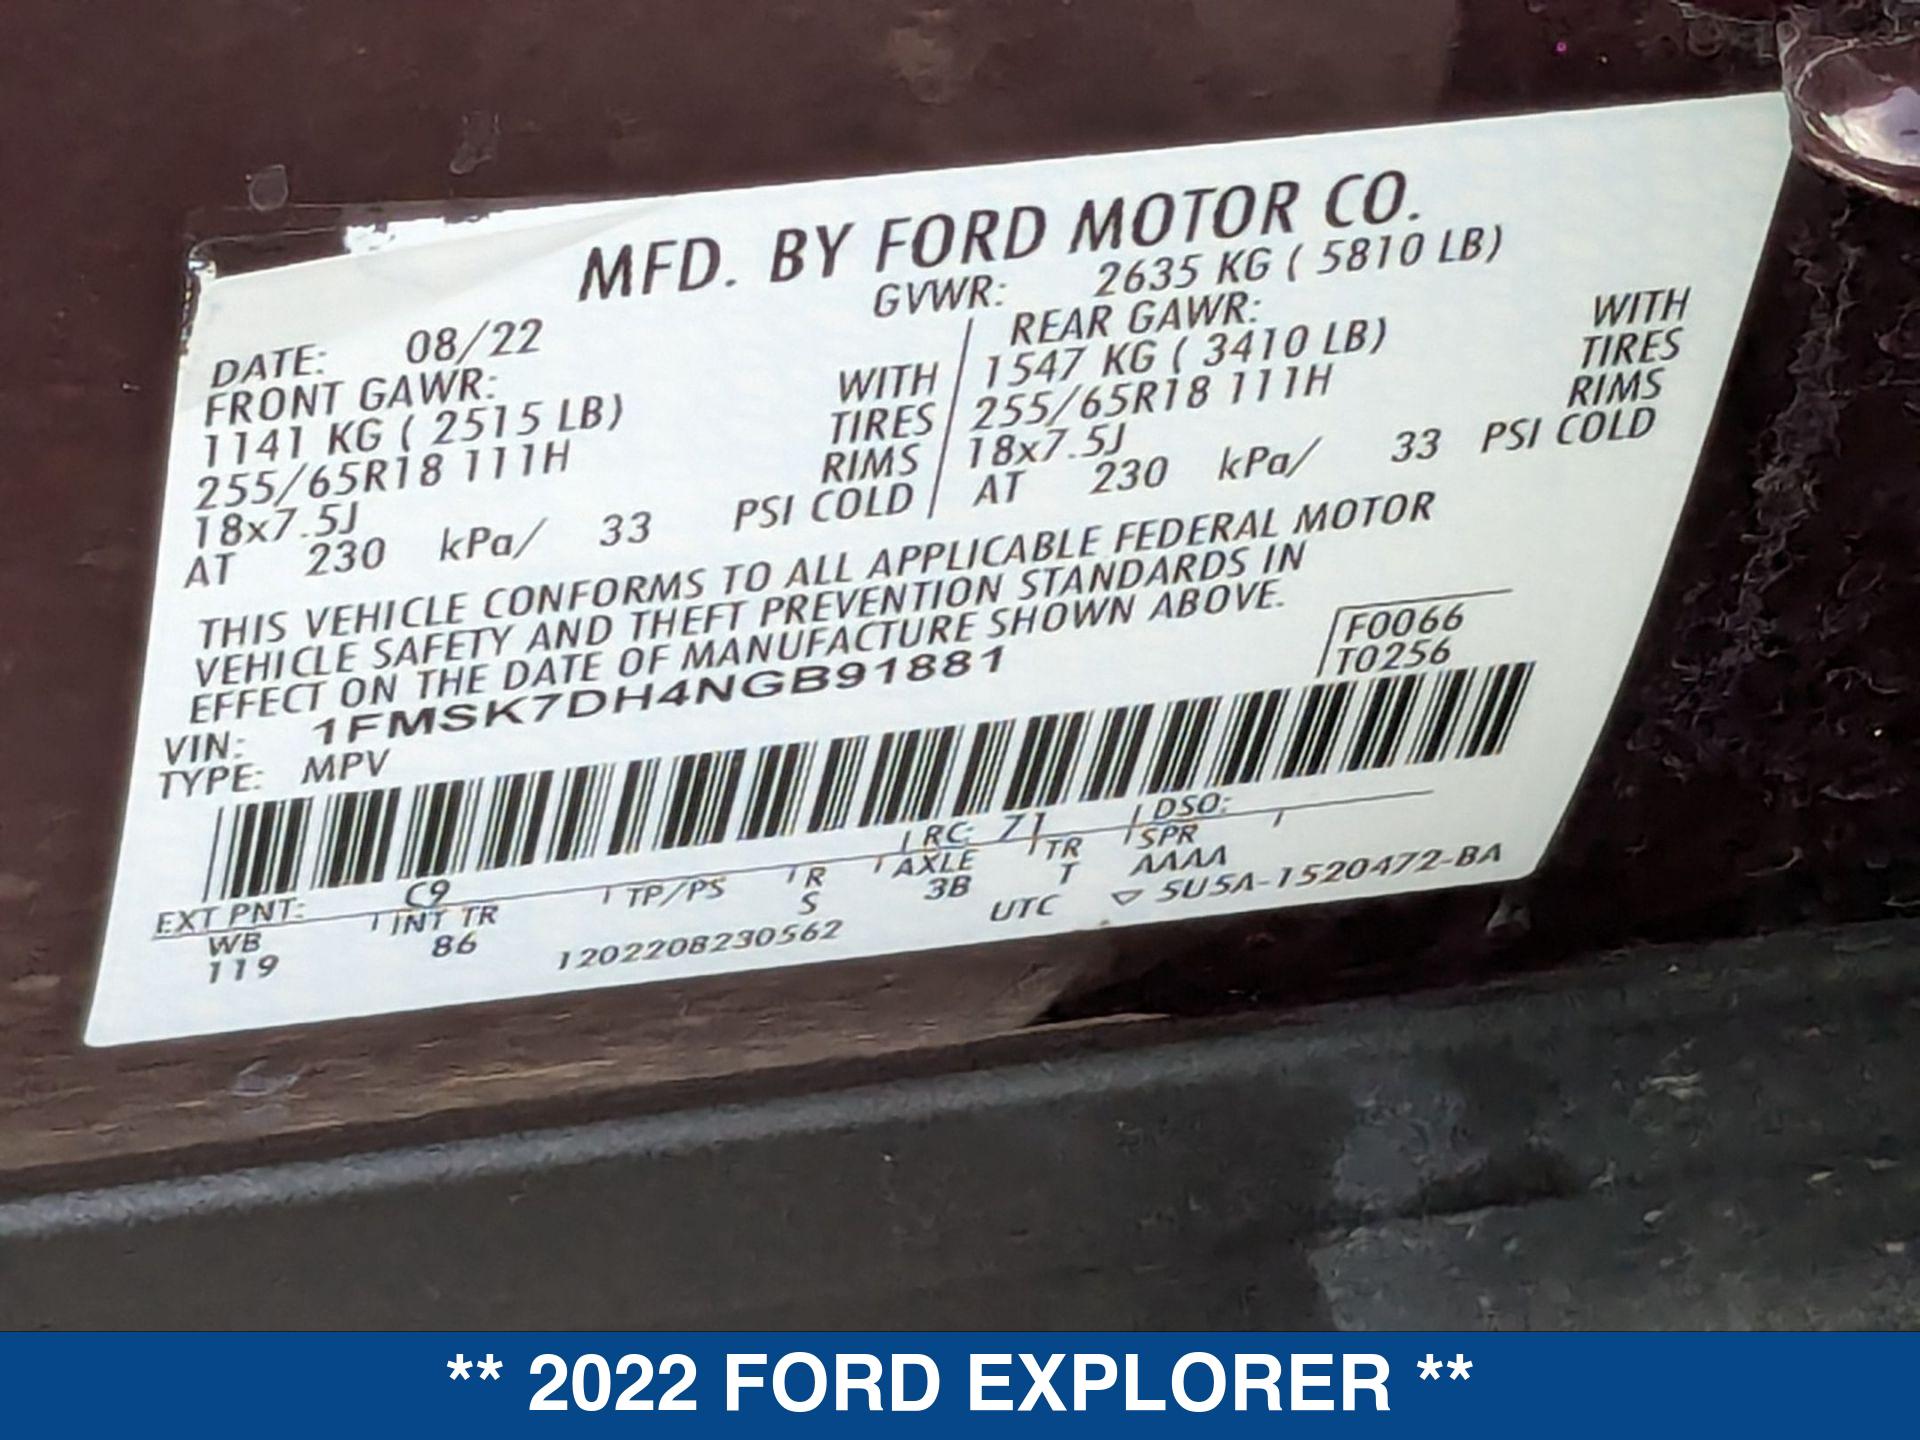 MFD. BY FORD MOTOR CO.
DATE: 08/22 GVWR: 2635 KG ( 5810 LB)
FRONT GAWR: REAR GAWR:
1141 KG ( 2515 LB) WITH 1547 KG ( 3410 LB) WITH
255/65R18 111H TIRES 255/65R18 111H TIRES
18x7.5J RIMS 18x7.5J RIMS
AT 230 kPa/ 33 PSI COLD AT 230 kPa/ 33 PSI COLD
THIS VEHICLE CONFORMS TO ALL APPLICABLE FEDERAL MOTOR
VEHICLE SAFETY AND THEFT PREVENTION STANDARDS IN
EFFECT ON THE DATE OF MANUFACTURE SHOWN ABOVE.
VIN: 1FMSK7DH4NGB91881 F0066
TYPE: MPV T0256
EXT PNT: C9 RC: 71 DSO:
WB INT TR TP/PS R AXLE TR SPR
119 86 S 3B T AAAA
1202208230562 UTC ▽ 5U5A-1520472-BA
** 2022 FORD EXPLORER **